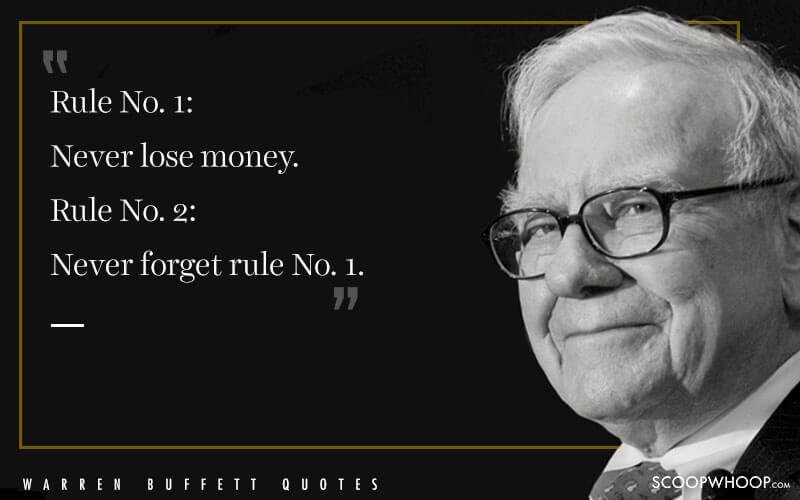 “
Rule No. 1:
Never lose money.
Rule No. 2:
Never forget rule No. 1.
”
WARREN BUFFETT QUOTES
SCOOPWHOOP.COM